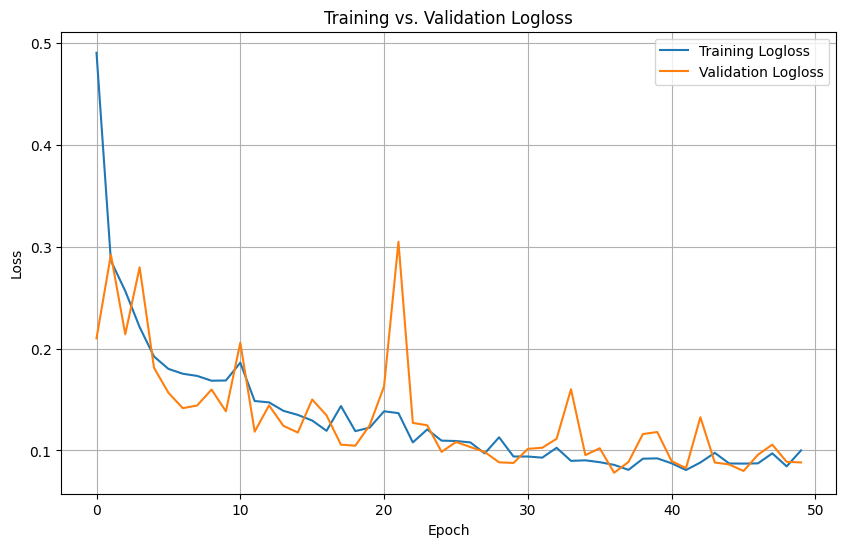 Training vs. Validation Logloss
Training Logloss
Validation Logloss
Loss
0.5
0.4
0.3
0.2
0.1
0 10 20 30 40 50
Epoch